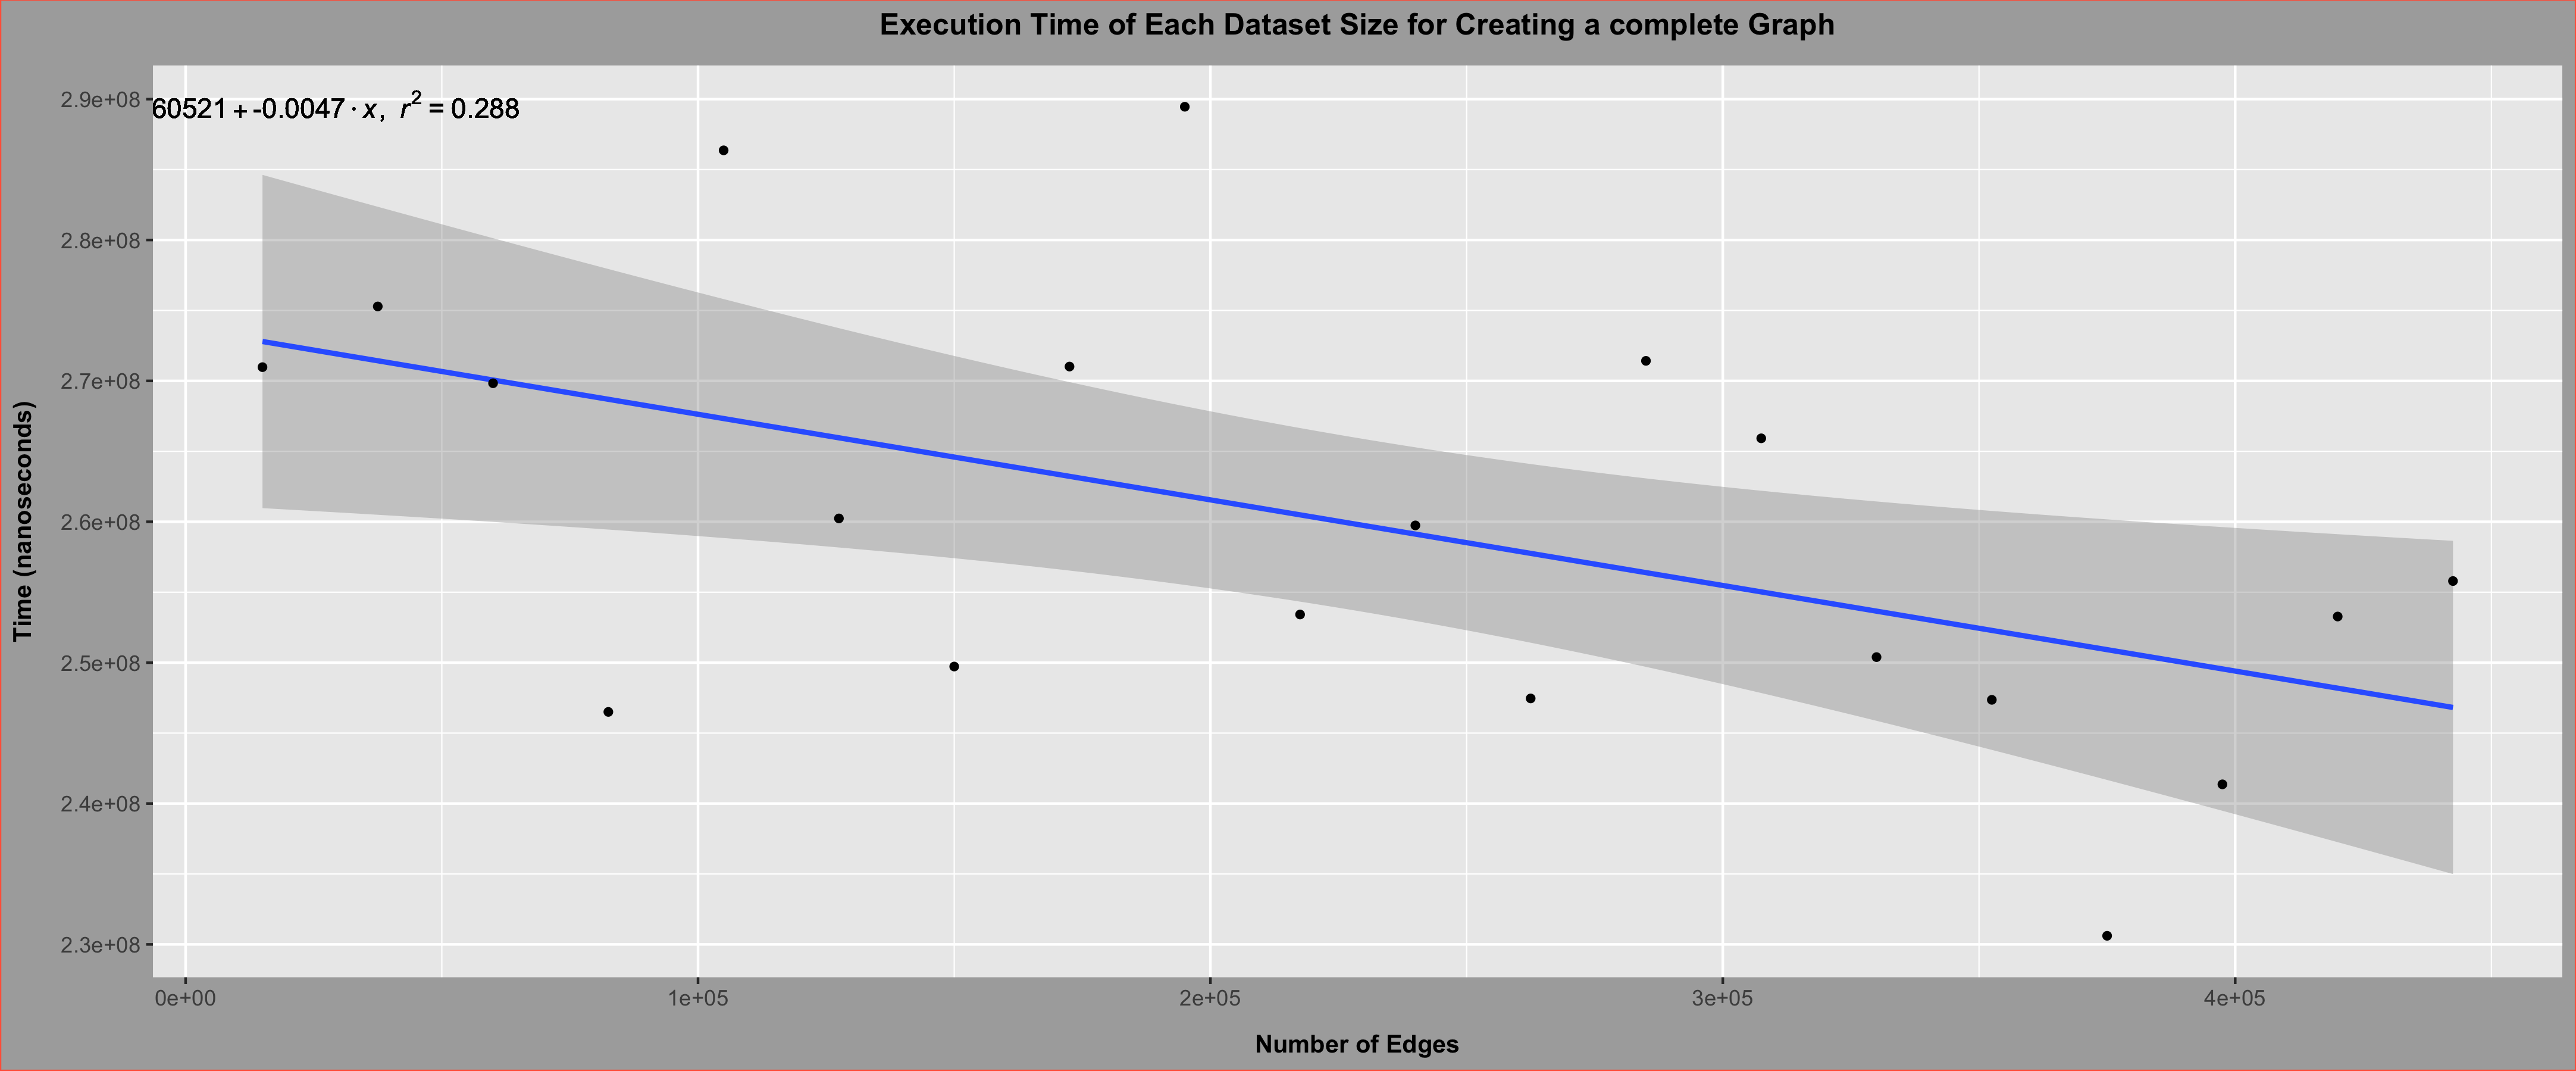 Execution Time of Each Dataset Size for Creating a complete Graph
60521 + -0.0047 · x, r² = 0.288
2.9e+08
2.8e+08
2.7e+08
2.6e+08
2.5e+08
2.4e+08
2.3e+08
Time (nanoseconds)
0e+00 1e+05 2e+05 3e+05 4e+05
Number of Edges